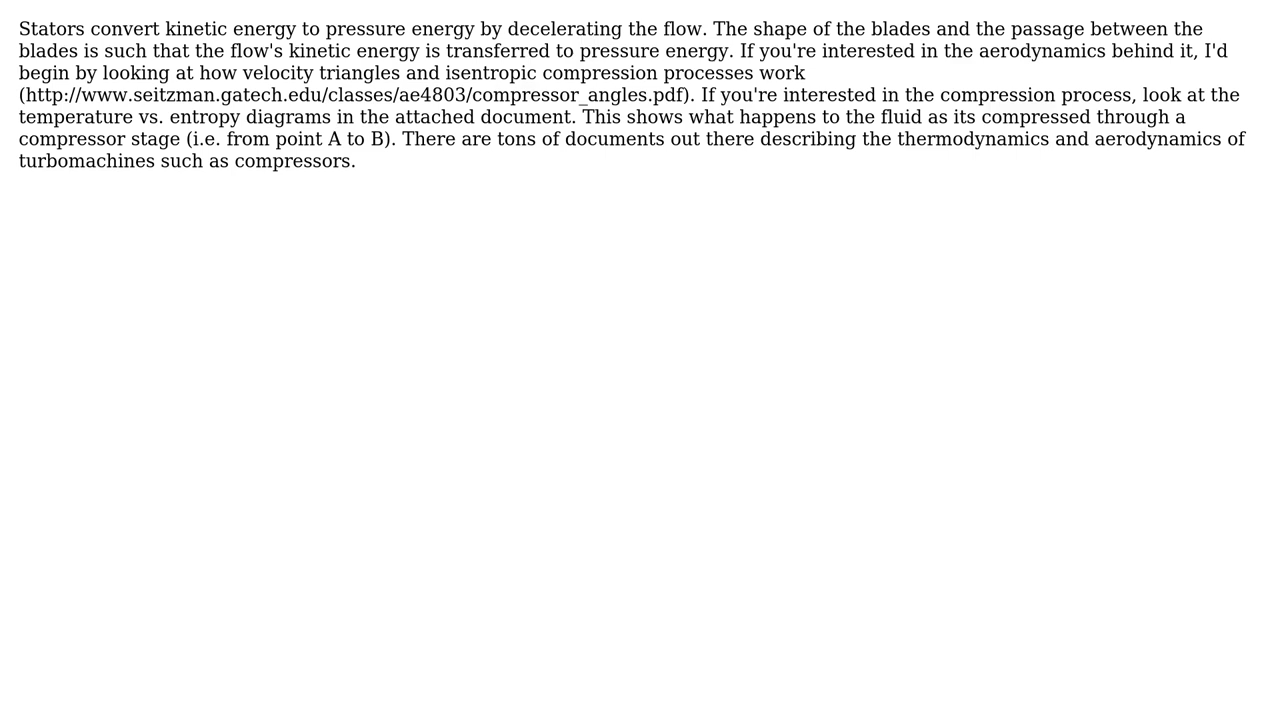 Stators convert kinetic energy to pressure energy by decelerating the flow. The shape of the blades and the passage between the
blades is such that the flow's kinetic energy is transferred to pressure energy. If you're interested in the aerodynamics behind it, I'd
begin by looking at how velocity triangles and isentropic compression processes work
(http://www.seitzman.gatech.edu/classes/ae4803/compressor_angles.pdf). If you're interested in the compression process, look at the
temperature vs. entropy diagrams in the attached document. This shows what happens to the fluid as its compressed through a
compressor stage (i.e. from point A to B). There are tons of documents out there describing the thermodynamics and aerodynamics of
turbomachines such as compressors.